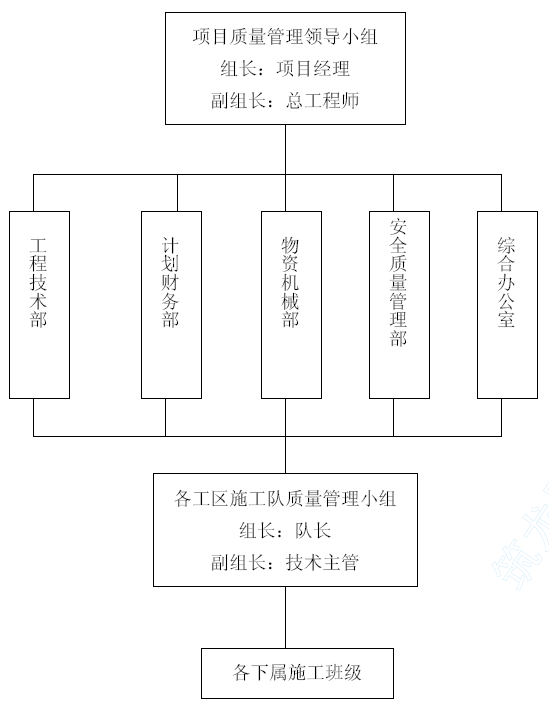 项目质量管理领导小组
组长：项目经理
副组长：总工程师
工程技术部
计划财务部
物资机械部
安全质量管理部
综合办公室
各工区施工队质量管理小组
组长：队长
副组长：技术主管
各下属施工班级
筑龙